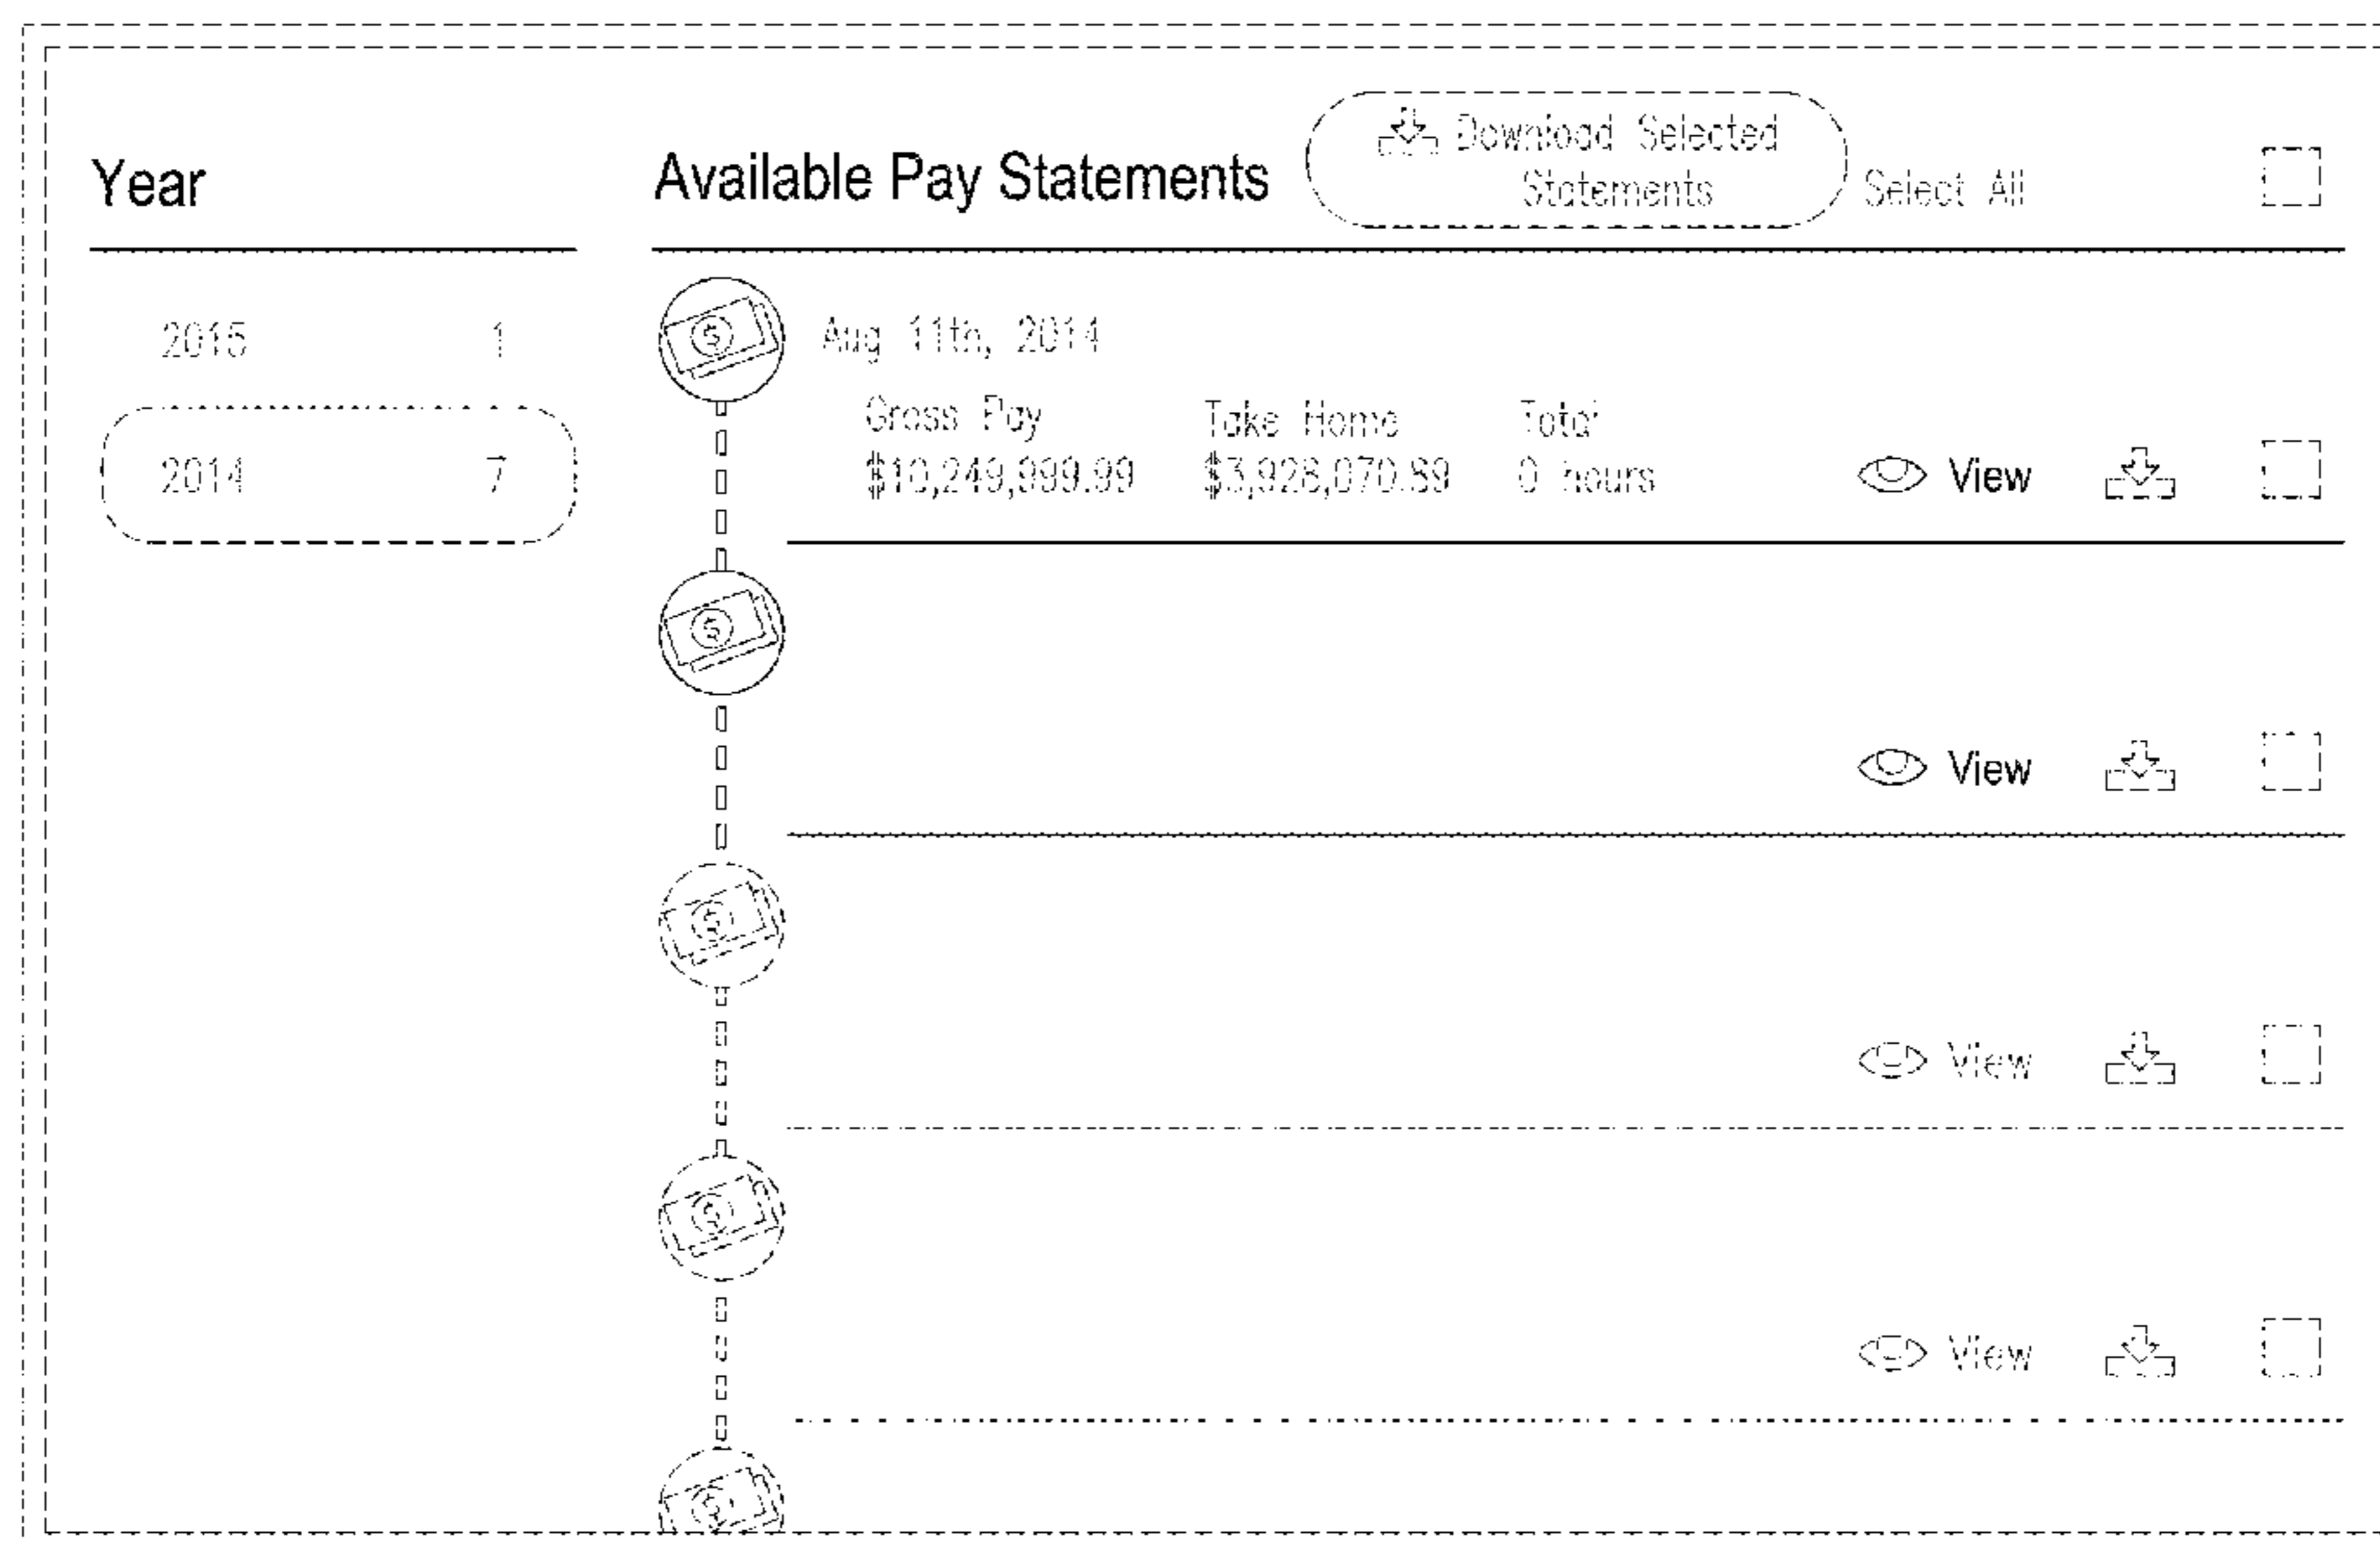 Year
Available Pay Statements
Download Selected
Statements
Select All
2015 1
2014 7
Aug 11th, 2014
Gross Pay Take Home Total
$10,249,999.99 $3,928,070.89 0 hours
View
View
View
View